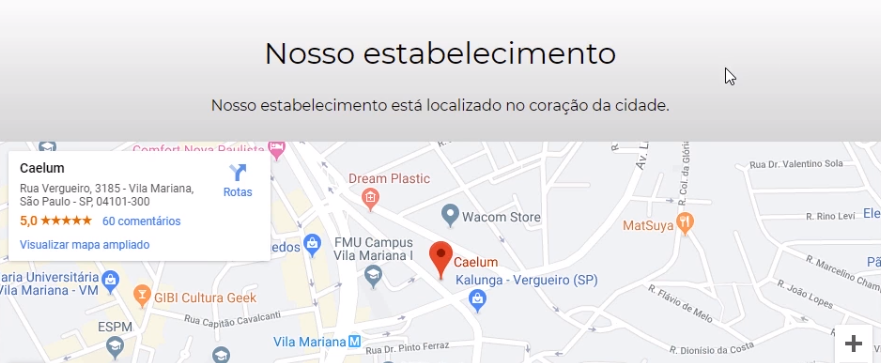 Nosso estabelecimento
Nosso estabelecimento está localizado no coração da cidade.
Comfort Nova Paulista
Caelum
Rua Vergueiro, 3185 - Vila Mariana,
São Paulo - SP, 04101-300
5,0 ★★★★★ 60 comentários
Visualizar mapa ampliado
Rotas
Dream Plastic
Wacom Store
FMU Campus
Vila Mariana I
Caelum
Kalunga - Vergueiro (SP)
MatSuya
Av. L
R. Col. da Glória
Rua Dr. Valentino Sola
R. Rino Levi
Ele
Pã
R. Marcelino Cham
R. João Lopes
R. Flávio de Melo
R. Dionísio da Costa
edos
aria Universitária
Vila Mariana - VM
GIBI Cultura Geek
Rua Capitão Cavalcanti
ESPM
Vila Mariana M
Rua Dr. Pinto Ferraz
+